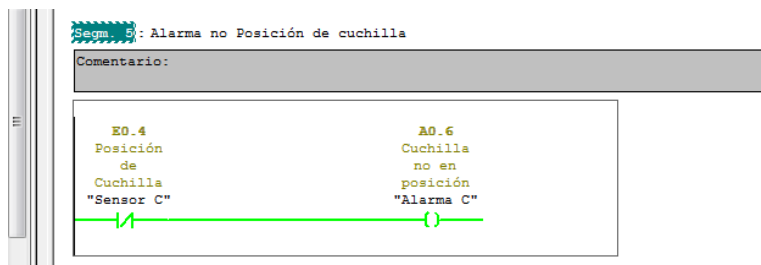 Segm. 5: Alarma no Posición de cuchilla
Comentario:
E0.4 A0.6
Posición Cuchilla
de no en
Cuchilla posición
"Sensor C" "Alarma C"